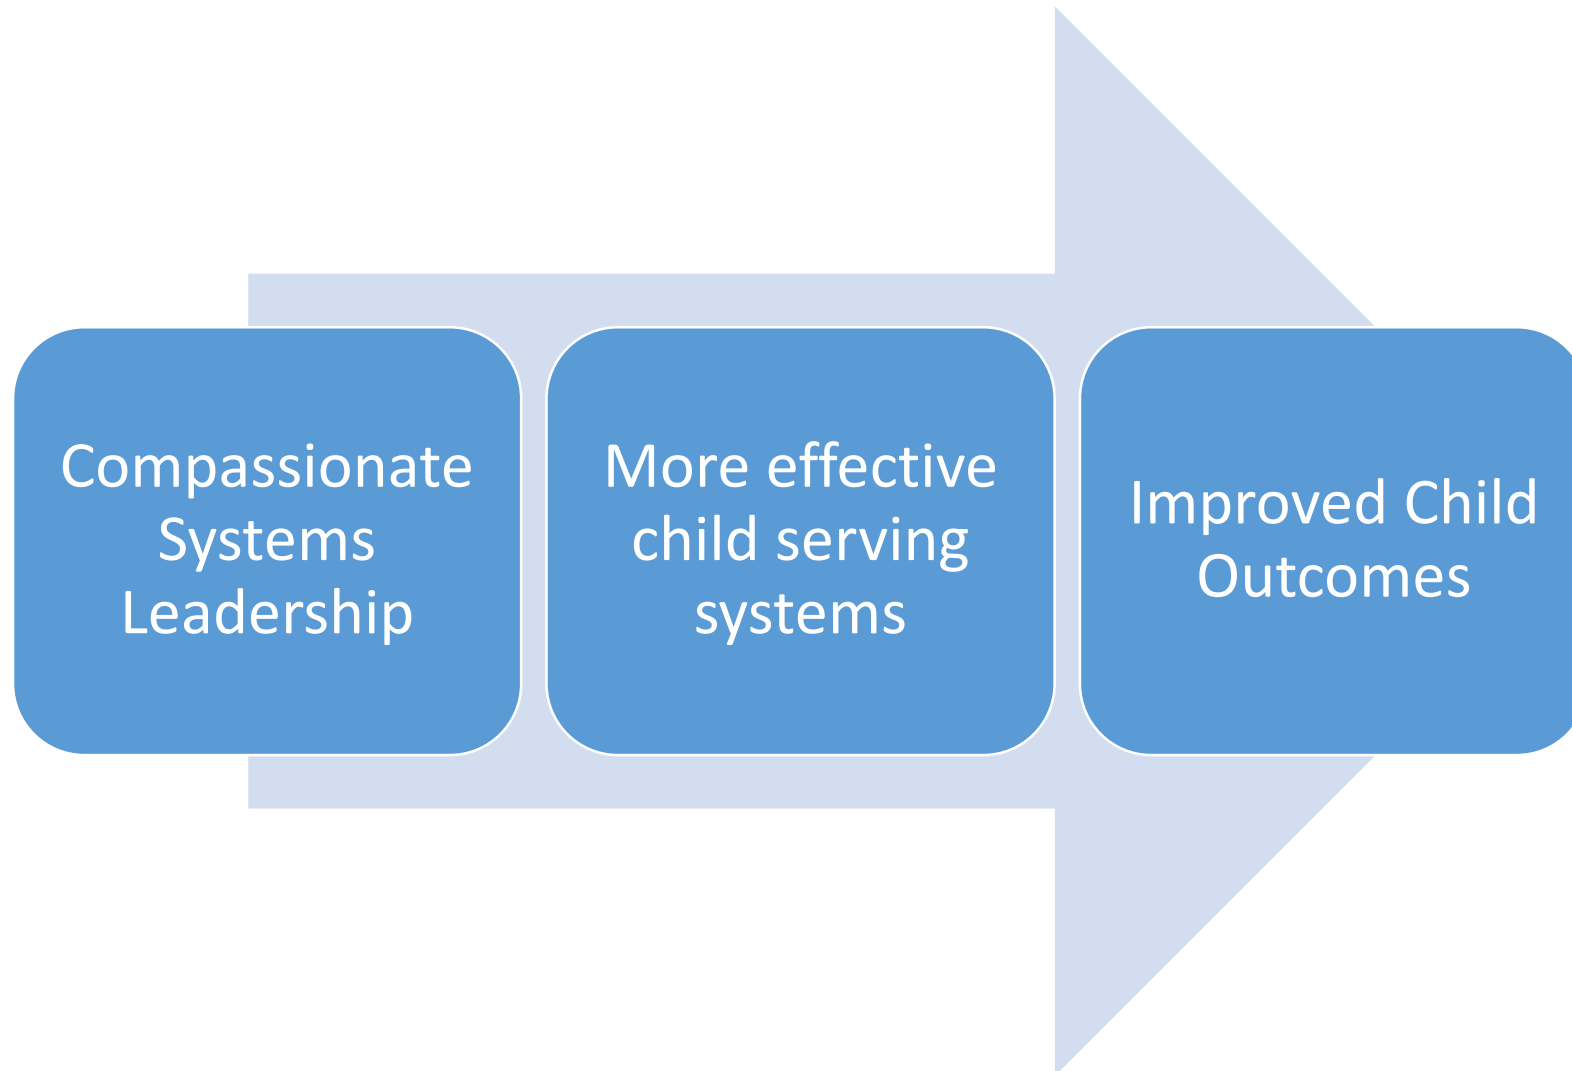 Compassionate
Systems
Leadership
More effective
child serving
systems
Improved Child
Outcomes